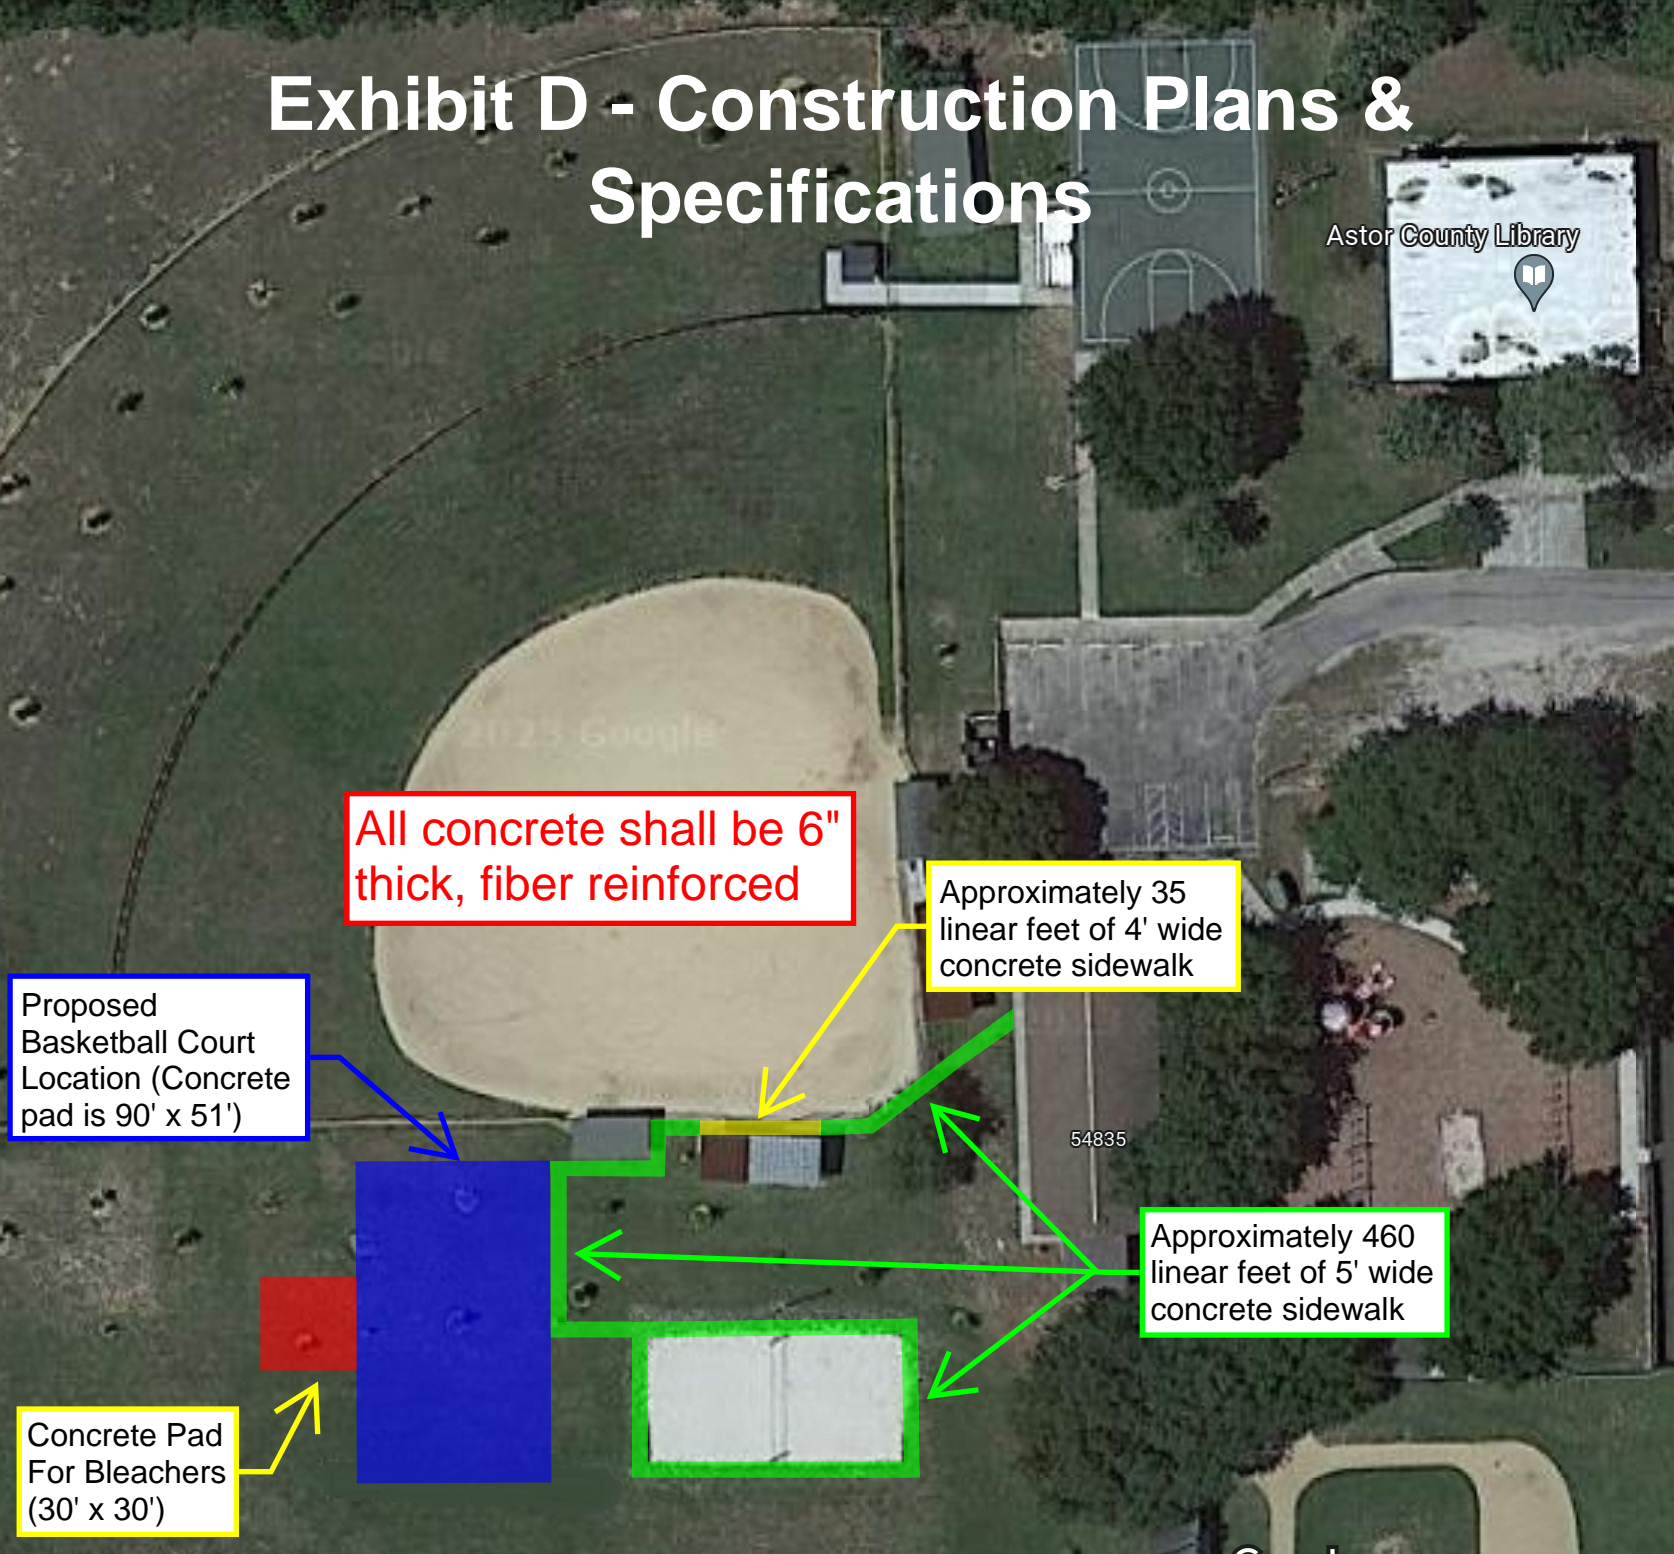 Exhibit D - Construction Plans &
Specifications
Astor County Library
2023 Google
All concrete shall be 6"
thick, fiber reinforced
Approximately 35
linear feet of 4' wide
concrete sidewalk
Proposed
Basketball Court
Location (Concrete
pad is 90' x 51')
54835
Approximately 460
linear feet of 5' wide
concrete sidewalk
Concrete Pad
For Bleachers
(30' x 30')